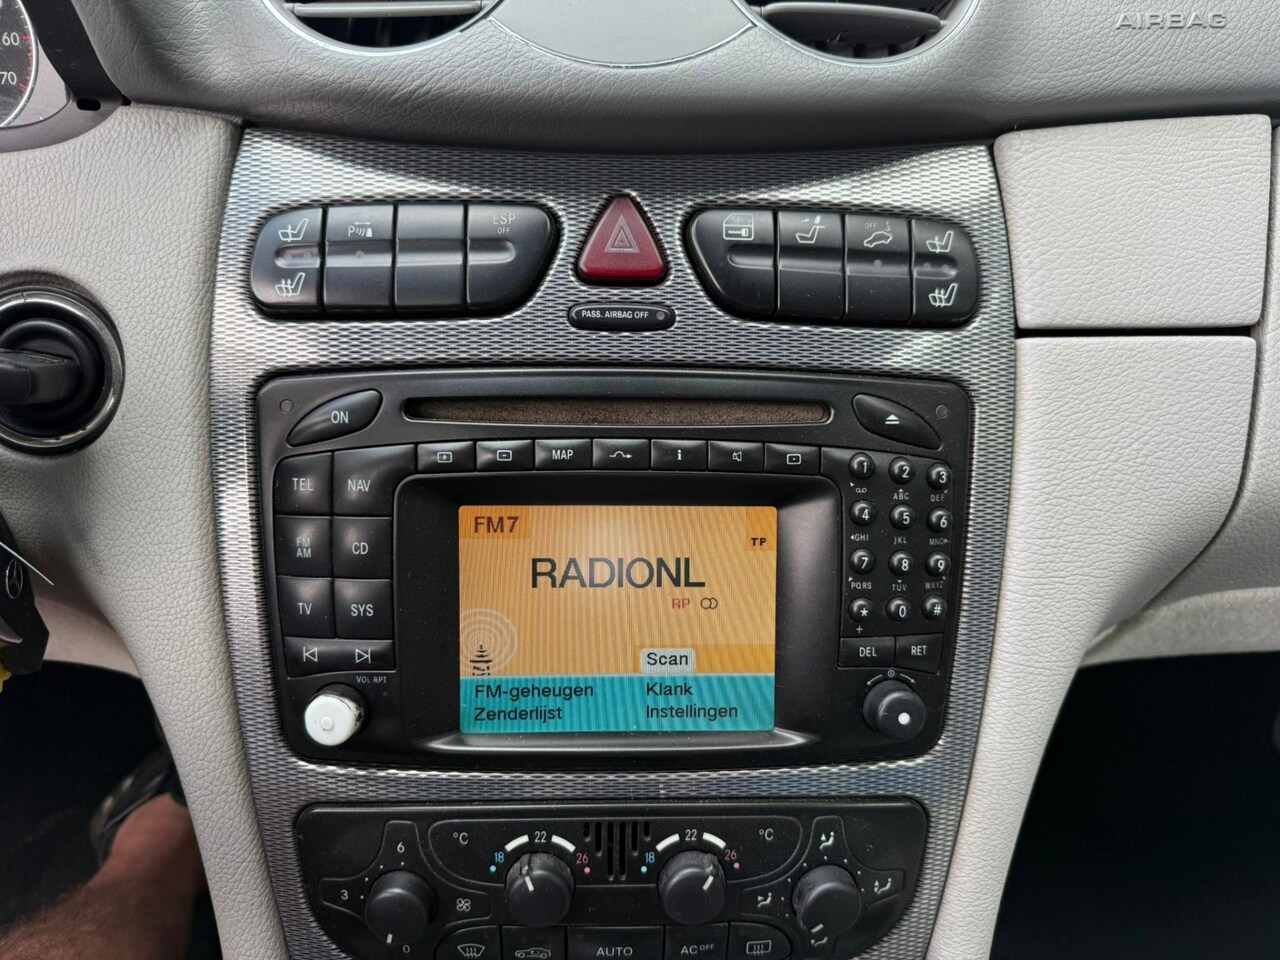 60
70
AIRBAG
P
ESP
OFF
OFF
PASS. AIRBAG OFF
ON
MAP
i
TEL NAV
FM
AM
CD
TV SYS
VOL RPT
FM7
TP
RADIONL
RP
Scan
FM-geheugen Klank
Zenderlijst Instellingen
1 2 3
ABC DEF
4 5 6
GHI JKL MNO
7 8 9
PQRS TUV WXYZ
* 0 #
+
DEL RET
6
3
0
°C
22
18 26
22
18 26
°C
AUTO
AC OFF